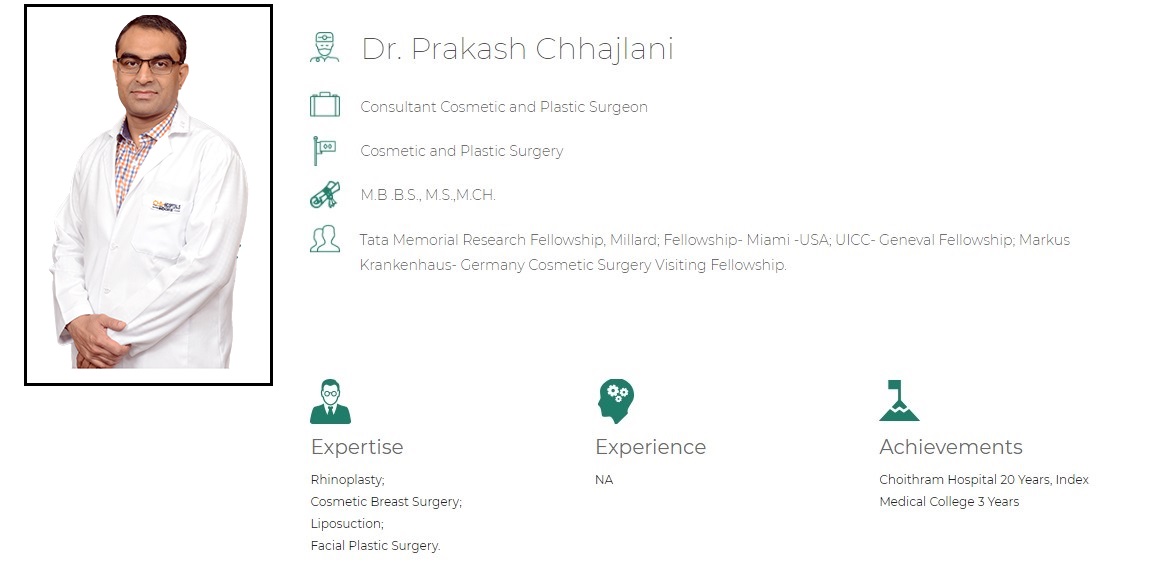 Dr. Prakash Chhajlani
Consultant Cosmetic and Plastic Surgeon
Cosmetic and Plastic Surgery
M.B .B.S., M.S.,M.CH.
Tata Memorial Research Fellowship, Millard; Fellowship- Miami -USA; UICC- Geneval Fellowship; Markus
Krankenhaus- Germany Cosmetic Surgery Visiting Fellowship.
Expertise
Rhinoplasty;
Cosmetic Breast Surgery;
Liposuction;
Facial Plastic Surgery.
Experience
NA
Achievements
Choithram Hospital 20 Years, Index
Medical College 3 Years